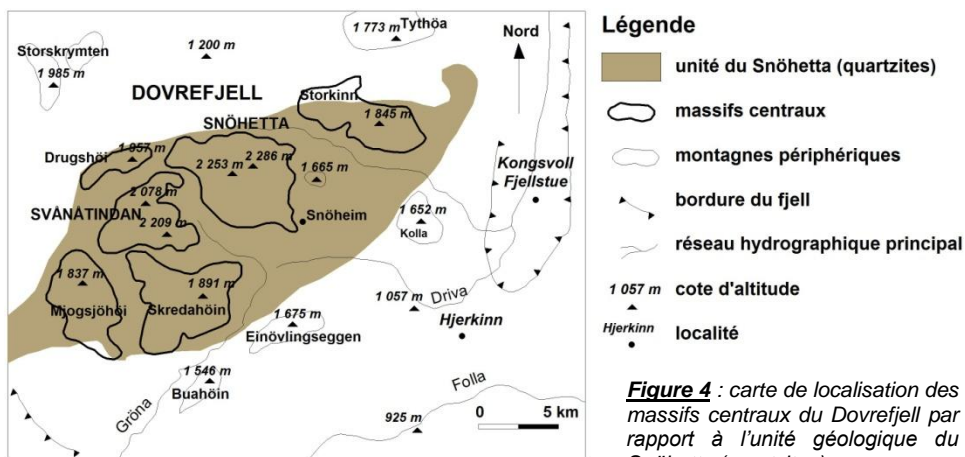 1 773 m
Tythöa
Nord
Storskrymten
1 985 m
1 200 m
DOVREFJELL
Storkinn
1 845 m
SNÖHETTA
1 957 m
Drugshöi
2 286 m
2 253 m
1 665 m
Kongsvoll
Fjellstue
2 078 m
SVÅNÅTINDAN
2 209 m
Snöheim
1 652 m
Kolla
1 837 m
Mjogsjöhöi
1 891 m
Skredahöin
1 057 m
Driva
Hjerkinn
1 675 m
Einövlingseggen
1 546 m
Buahöin
Gröna
Folla
925 m
0 5 km
Légende
unité du Snöhetta (quartzites)
massifs centraux
montagnes périphériques
bordure du fjell
réseau hydrographique principal
1 057 m cote d'altitude
Hjerkinn localité
Figure 4 : carte de localisation des
massifs centraux du Dovrefjell par
rapport à l'unité géologique du